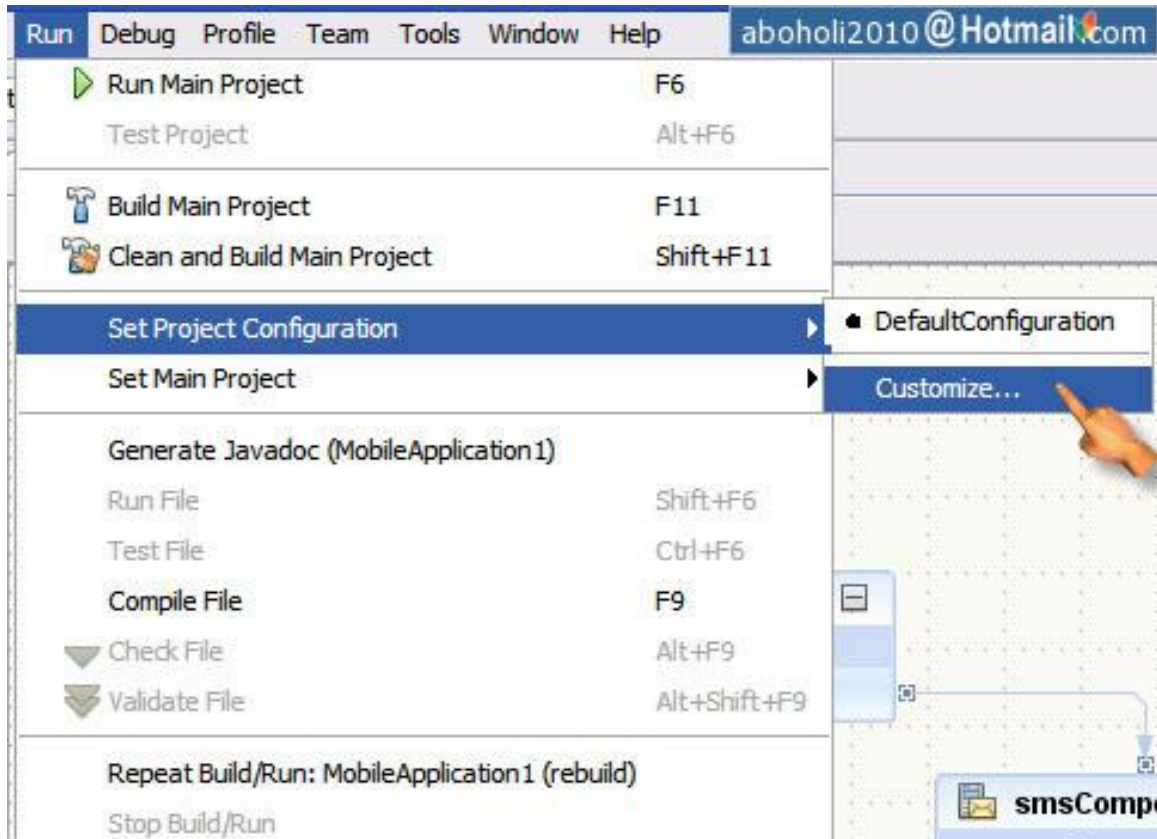 Run Debug Profile Team Tools Window Help aboholi2010@Hotmail.com
Run Main Project F6
Test Project Alt+F6
Build Main Project F11
Clean and Build Main Project Shift+F11
Set Project Configuration DefaultConfiguration
Set Main Project Customize...
Generate Javadoc (MobileApplication1)
Run File Shift+F6
Test File Ctrl+F6
Compile File F9
Check File Alt+F9
Validate File Alt+Shift+F9
Repeat Build/Run: MobileApplication1 (rebuild)
Stop Build/Run